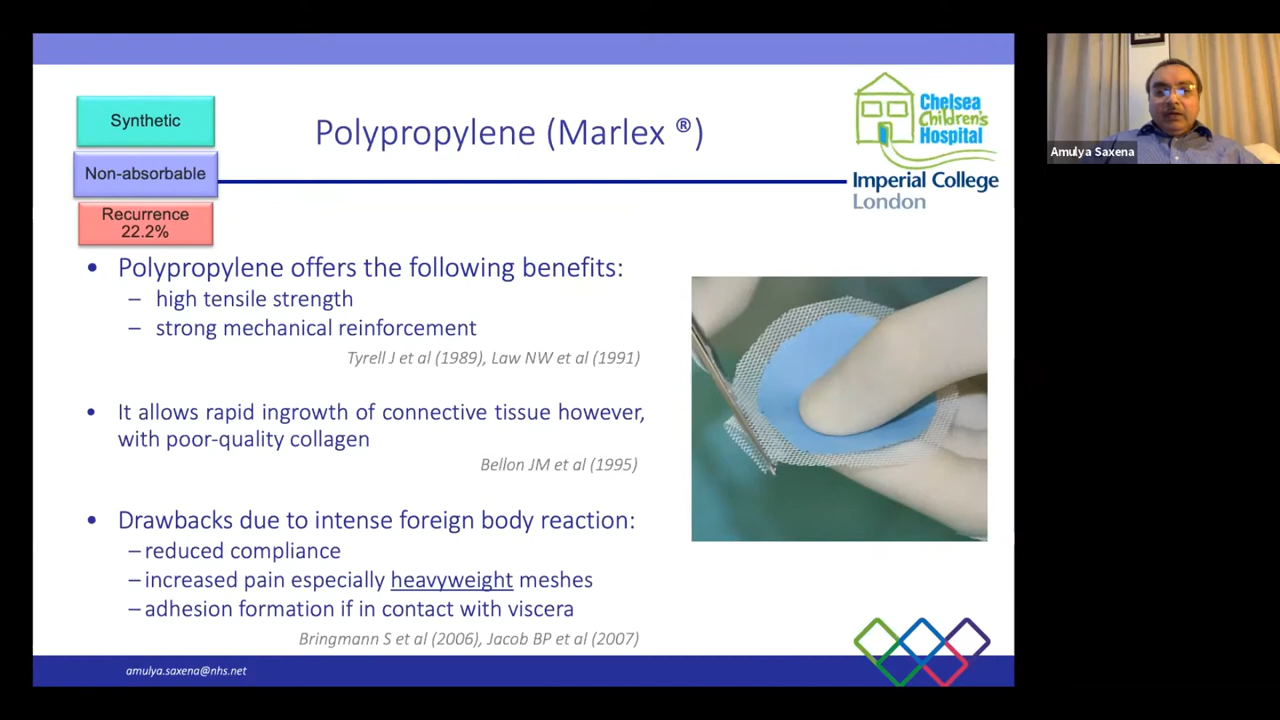 Synthetic
Non-absorbable
Recurrence
22.2%
Polypropylene (Marlex ®)
Chelsea
Children's
Hospital
Imperial College
London
Amulya Saxena
• Polypropylene offers the following benefits:
– high tensile strength
– strong mechanical reinforcement
Tyrell J et al (1989), Law NW et al (1991)
• It allows rapid ingrowth of connective tissue however,
with poor-quality collagen
Bellon JM et al (1995)
• Drawbacks due to intense foreign body reaction:
– reduced compliance
– increased pain especially heavyweight meshes
– adhesion formation if in contact with viscera
Bringmann S et al (2006), Jacob BP et al (2007)
amulya.saxena@nhs.net